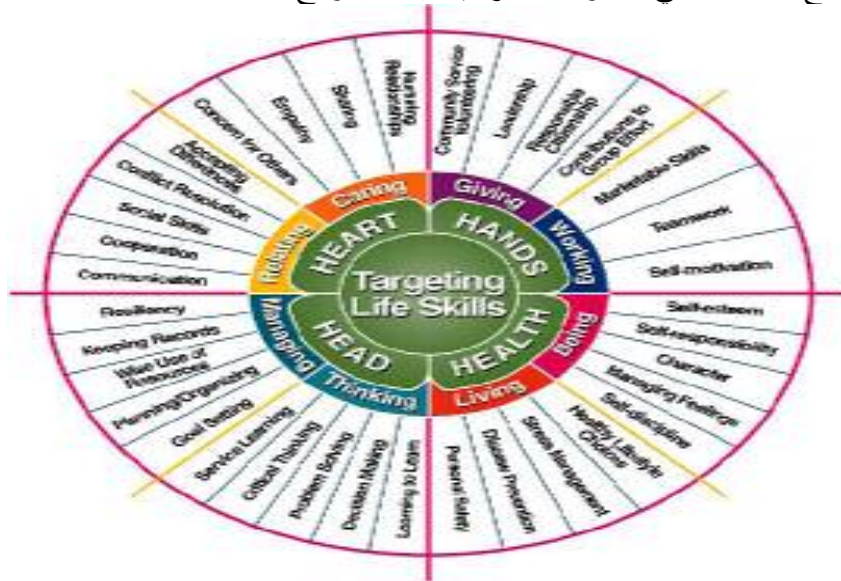 Targeting
Life Skills
HEART
HANDS
HEALTH
HEAD
Caring
Giving
Working
Being
Living
Thinking
Managing
Relating
Nurturing
Relationships
Sharing
Empathy
Concern for Others
Accepting
Differences
Conflict Resolution
Social Skills
Cooperation
Communication
Community Service
Volunteering
Leadership
Responsible
Citizenship
Contributions to
Group Effort
Marketable Skills
Teamwork
Self-motivation
Self-esteem
Self-responsibility
Character
Managing Feelings
Self-discipline
Healthy Lifestyle
Choices
Stress Management
Disease Prevention
Personal Safety
Learning to Learn
Decision Making
Problem Solving
Critical Thinking
Service Learning
Goal Setting
Planning/Organizing
Wise Use of
Resources
Keeping Records
Resiliency